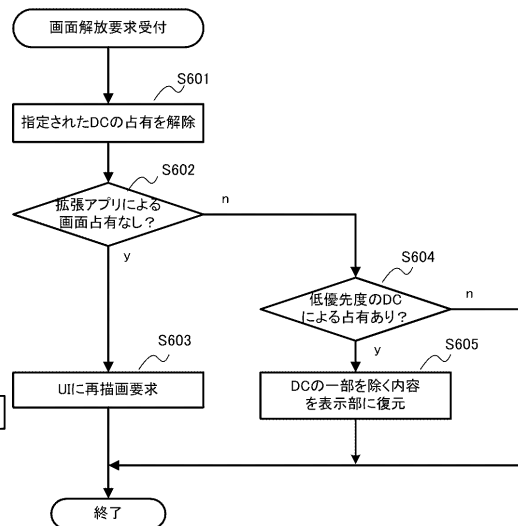 画面解放要求受付
S601
指定されたDCの占有を解除
S602
拡張アプリによる
画面占有なし?
n
y
S604
低優先度のDC
による占有あり?
n
y
S603
UIに再描画要求
S605
DCの一部を除く内容
を表示部に復元
終了